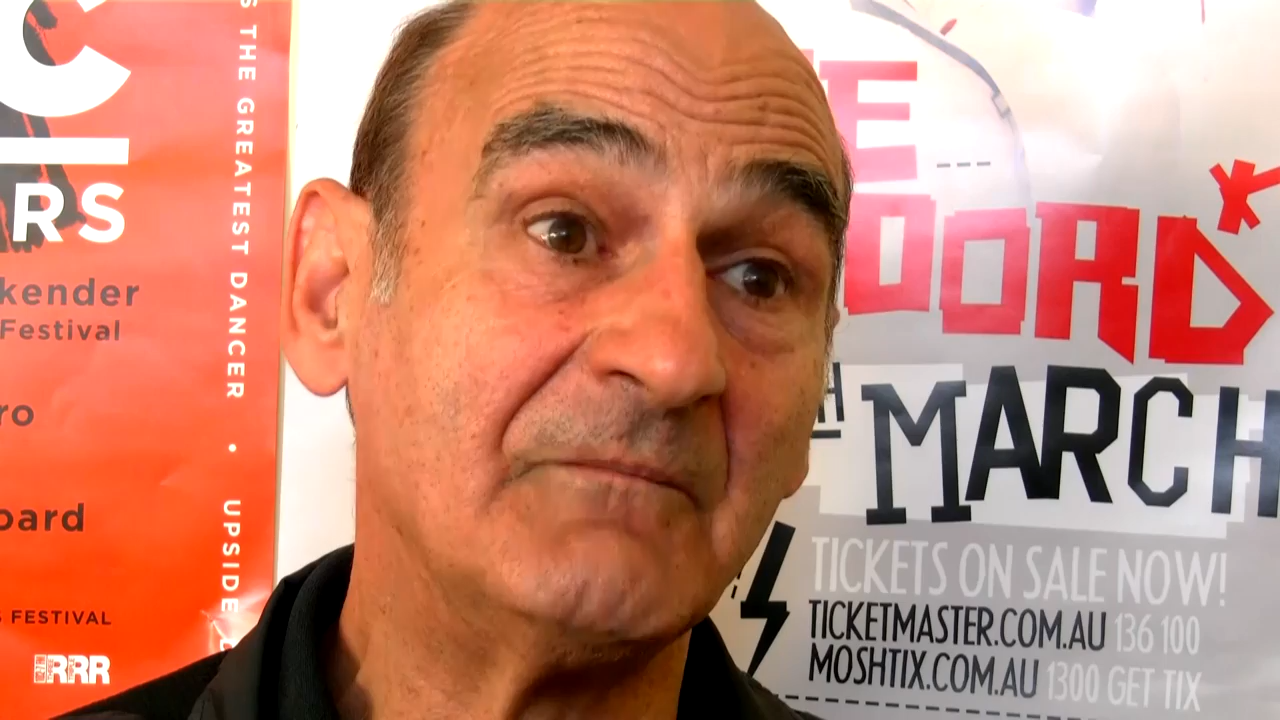 C
RS
kender
Festival
ro
oard
FESTIVAL
RRR
S THE GREATEST DANCER • UPSIDE
E
OORD*
H MARCH
TICKETS ON SALE NOW!
TICKETMASTER.COM.AU 136 100
MOSHTIX.COM.AU 1300 GET TIX